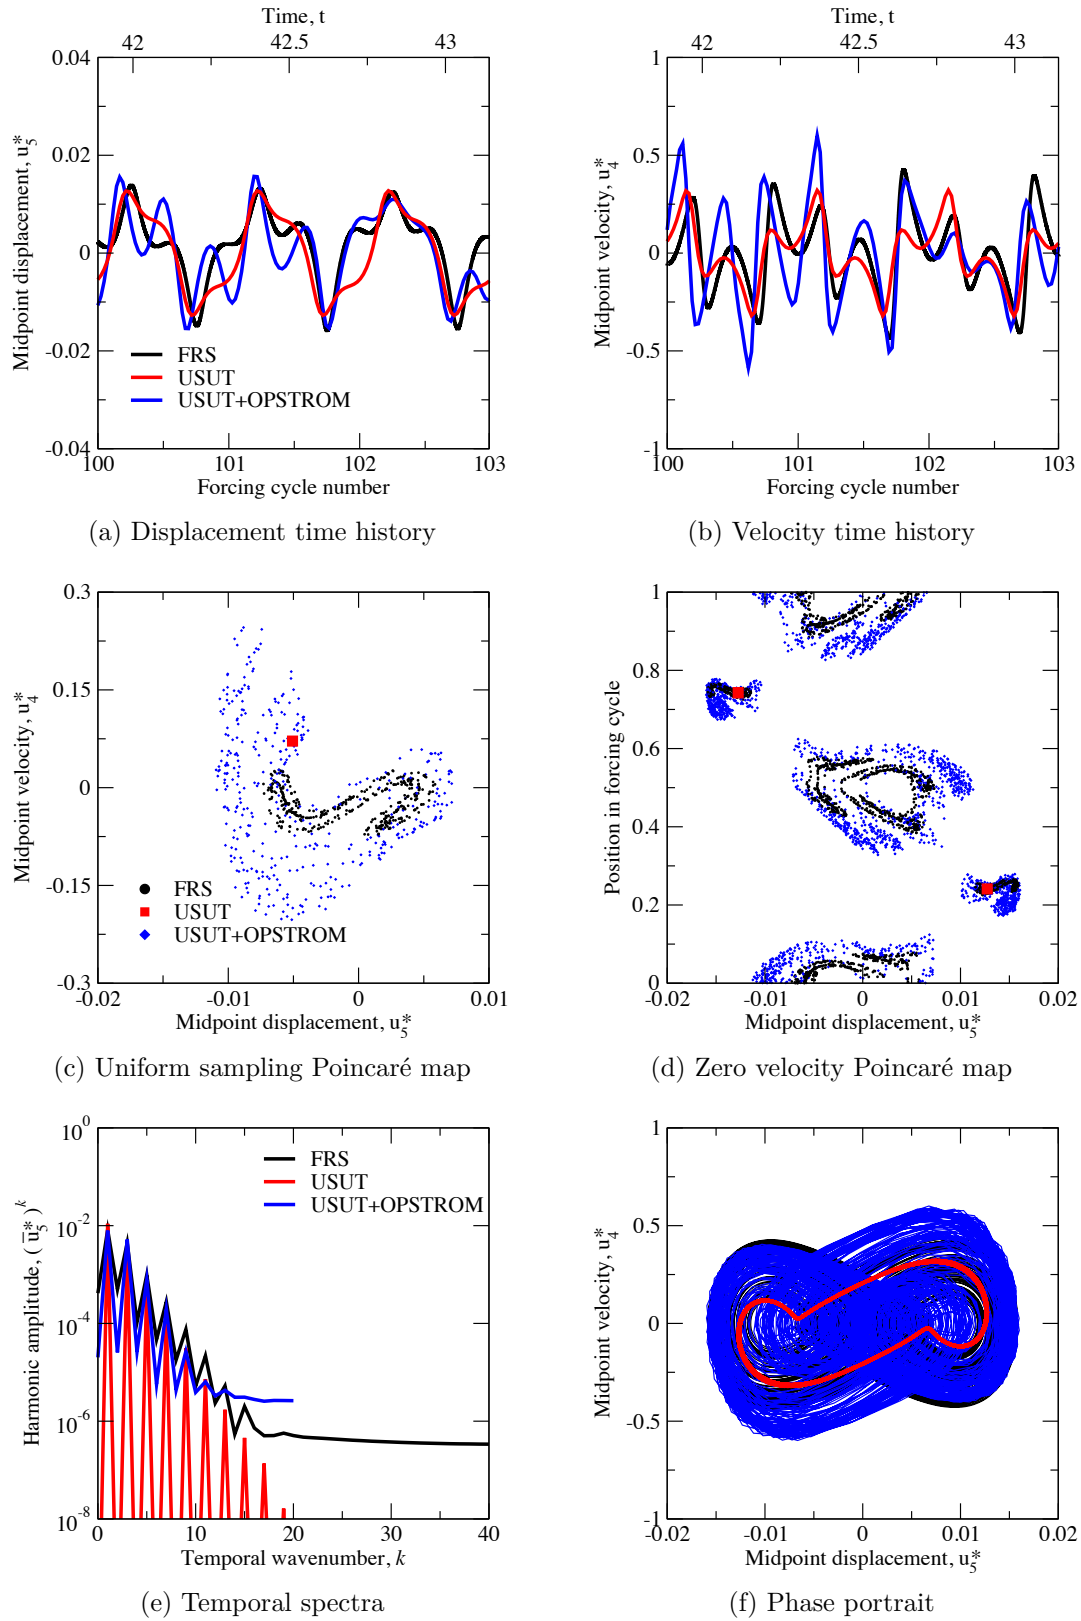 Time, t
42 42.5 43
0.04
0.02
0
-0.02
-0.04
Midpoint displacement, u5*
FRS
USUT
USUT+OPSTROM
100 101 102 103
Forcing cycle number
(a) Displacement time history
Time, t
42 42.5 43
1
0.5
0
-0.5
-1
Midpoint velocity, u4*
100 101 102 103
Forcing cycle number
(b) Velocity time history
0.3
0.15
0
-0.15
-0.3
Midpoint velocity, u4*
FRS
USUT
USUT+OPSTROM
-0.02 -0.01 0 0.01
Midpoint displacement, u5*
(c) Uniform sampling Poincaré map
1
0.8
0.6
0.4
0.2
0
Position in forcing cycle
-0.02 -0.01 0 0.01 0.02
Midpoint displacement, u5*
(d) Zero velocity Poincaré map
10^0
10^-2
10^-4
10^-6
10^-8
Harmonic amplitude, (ū5*)^k
FRS
USUT
USUT+OPSTROM
0 10 20 30 40
Temporal wavenumber, k
(e) Temporal spectra
1
0.5
0
-0.5
-1
Midpoint velocity, u4*
-0.02 -0.01 0 0.01 0.02
Midpoint displacement, u5*
(f) Phase portrait